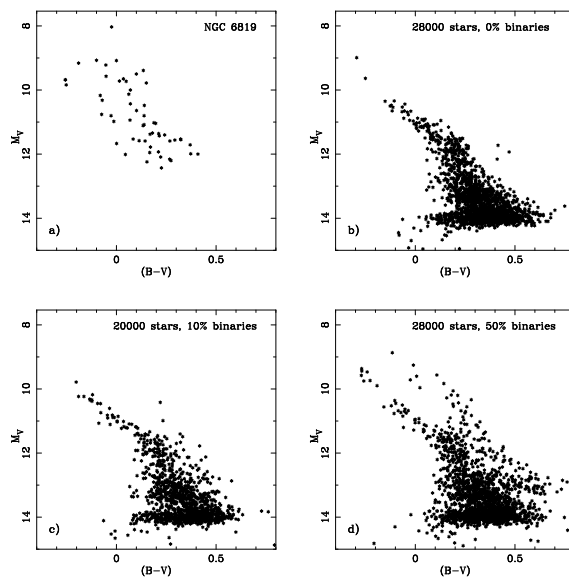 NGC 6819
8
10
12
14
M_V
a)
0
0.5
(B-V)
28000 stars, 0% binaries
8
10
12
14
M_V
b)
0
0.5
(B-V)
20000 stars, 10% binaries
8
10
12
14
M_V
c)
0
0.5
(B-V)
28000 stars, 50% binaries
8
10
12
14
M_V
d)
0
0.5
(B-V)